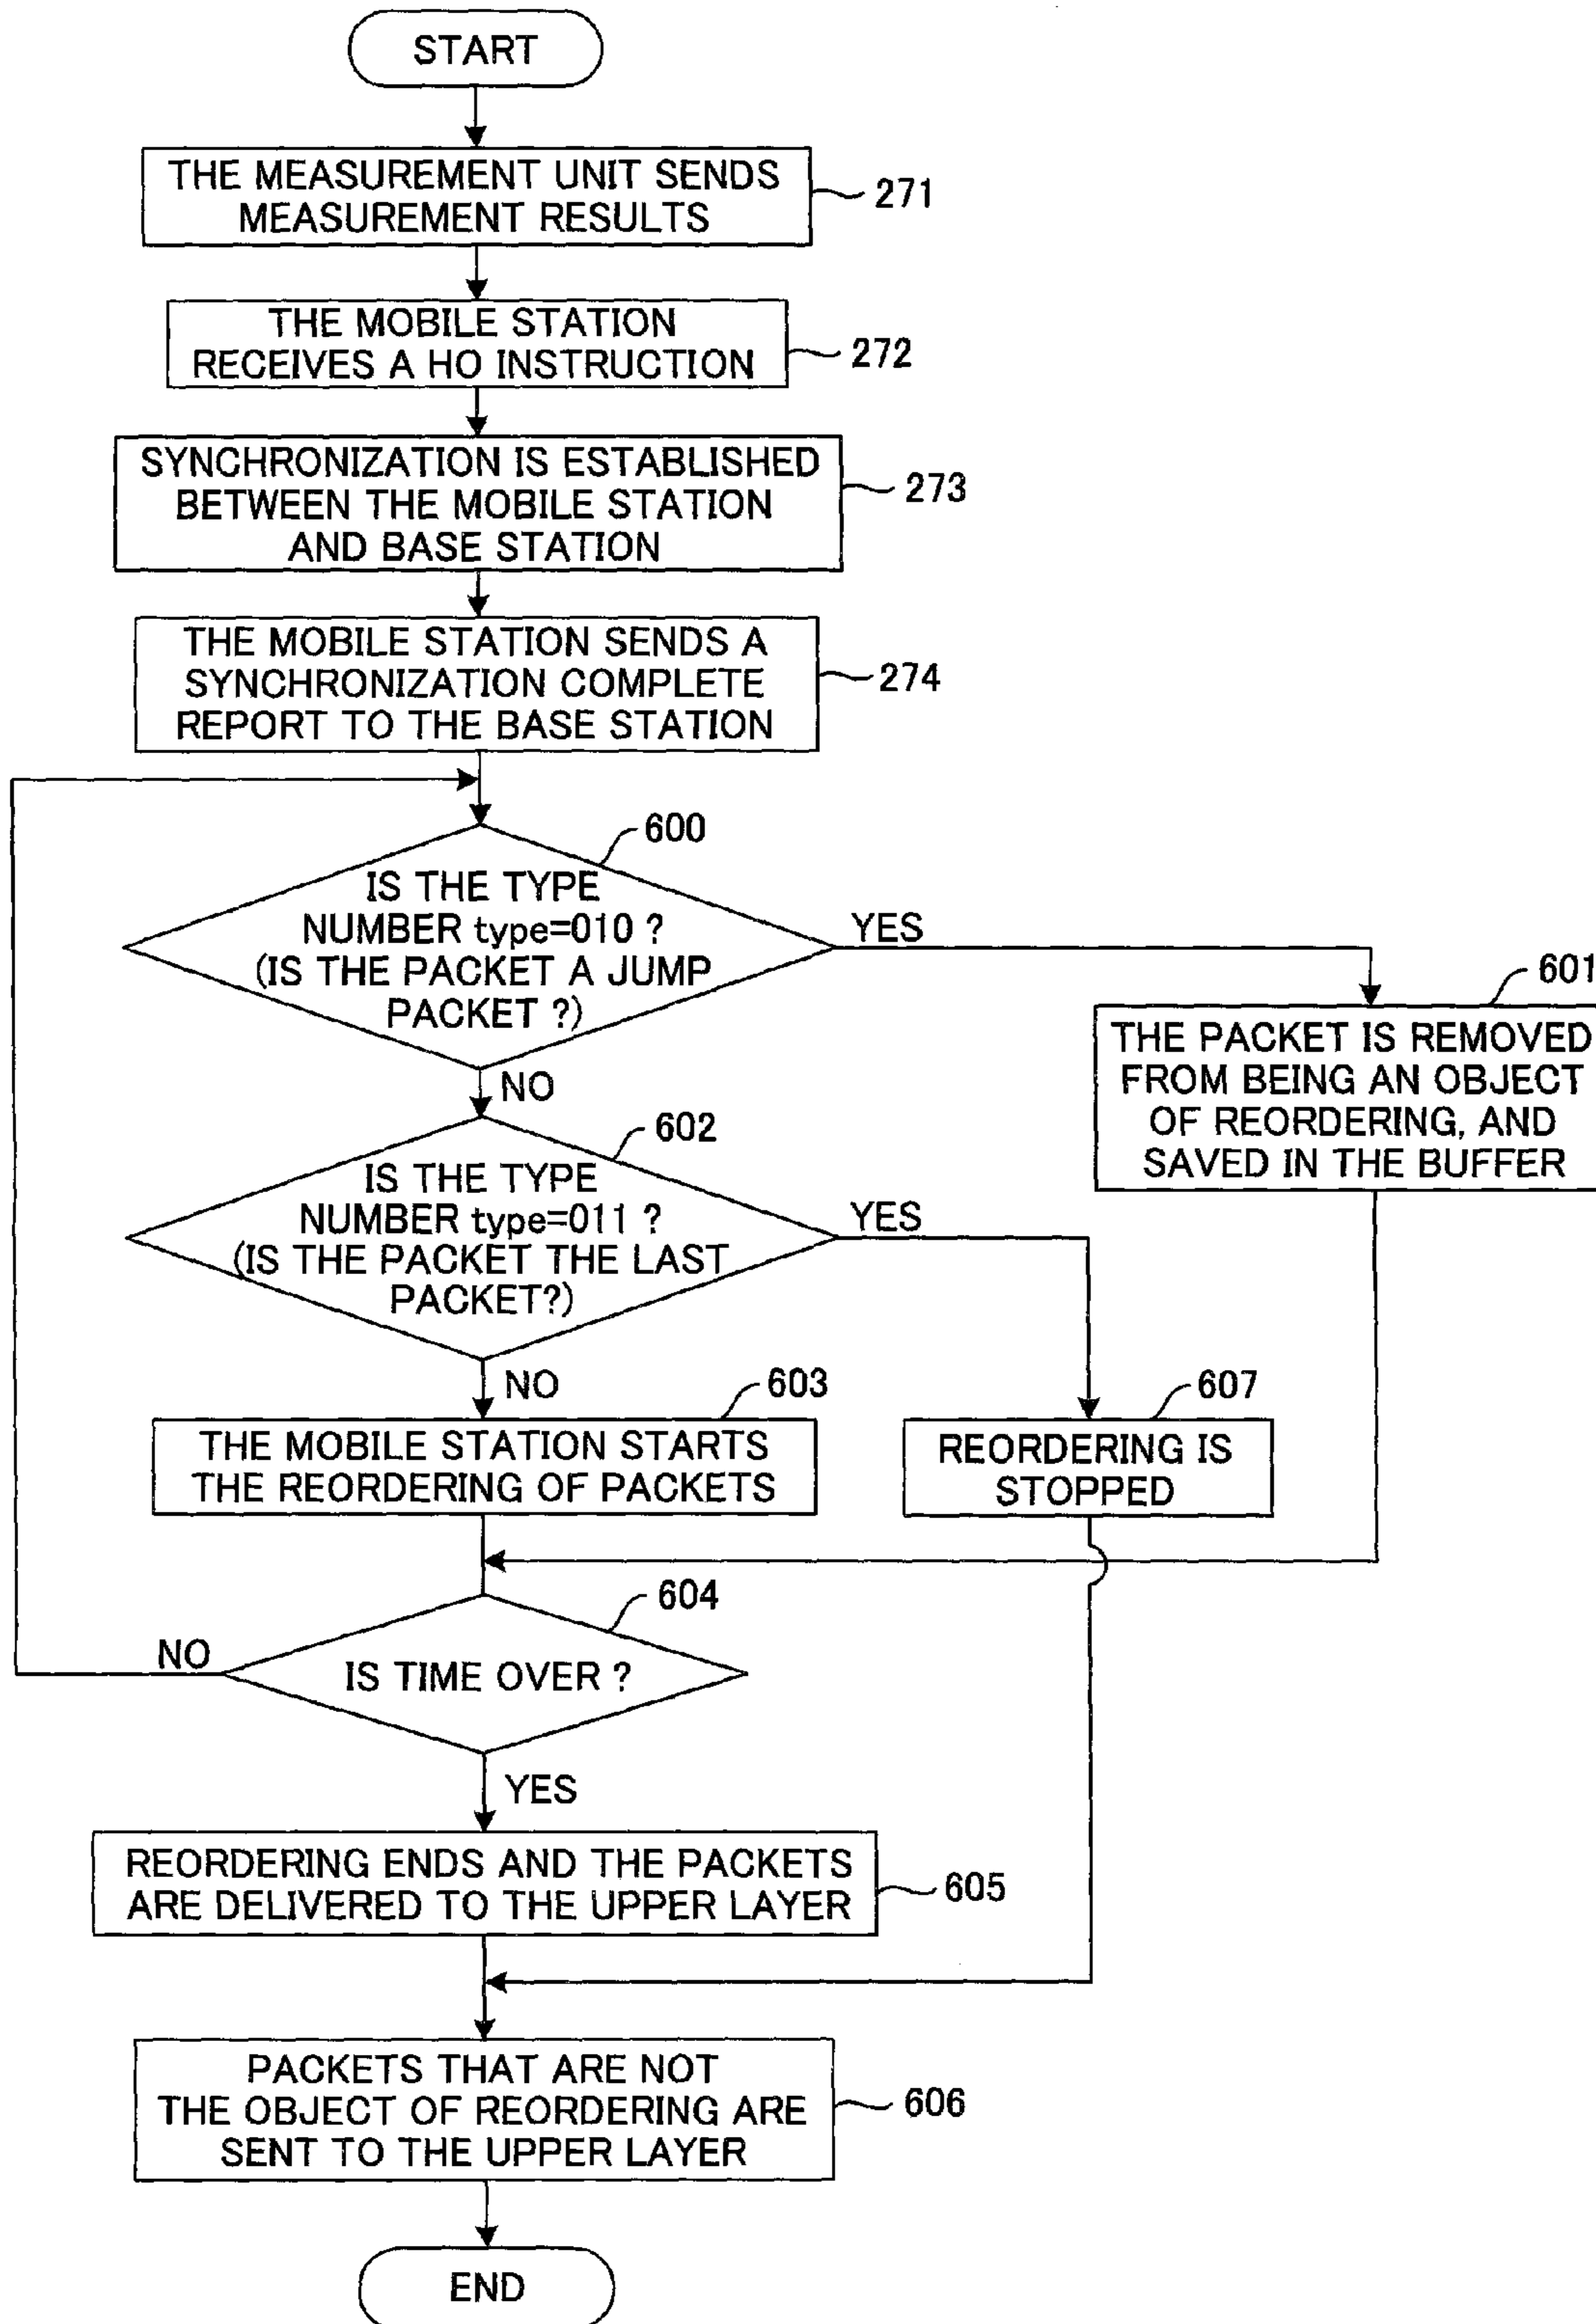 START
THE MEASUREMENT UNIT SENDS
MEASUREMENT RESULTS
271
THE MOBILE STATION
RECEIVES A HO INSTRUCTION
272
SYNCHRONIZATION IS ESTABLISHED
BETWEEN THE MOBILE STATION
AND BASE STATION
273
THE MOBILE STATION SENDS A
SYNCHRONIZATION COMPLETE
REPORT TO THE BASE STATION
274
600
IS THE TYPE
NUMBER type=010 ?
(IS THE PACKET A JUMP
PACKET ?)
YES
NO
601
THE PACKET IS REMOVED
FROM BEING AN OBJECT
OF REORDERING, AND
SAVED IN THE BUFFER
602
IS THE TYPE
NUMBER type=011 ?
(IS THE PACKET THE LAST
PACKET?)
YES
NO
603
THE MOBILE STATION STARTS
THE REORDERING OF PACKETS
607
REORDERING IS
STOPPED
604
IS TIME OVER ?
NO
YES
REORDERING ENDS AND THE PACKETS
ARE DELIVERED TO THE UPPER LAYER
605
PACKETS THAT ARE NOT
THE OBJECT OF REORDERING ARE
SENT TO THE UPPER LAYER
606
END